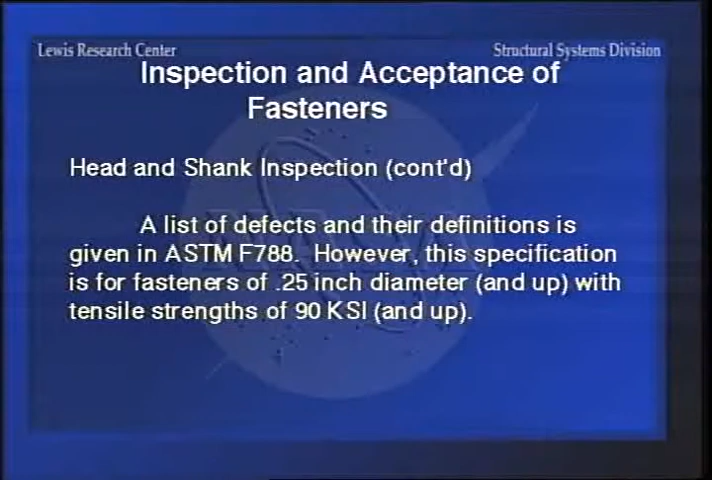 Lewis Research Center
Structural Systems Division
Inspection and Acceptance of
Fasteners
Head and Shank Inspection (cont'd)
A list of defects and their definitions is
given in ASTM F788. However, this specification
is for fasteners of .25 inch diameter (and up) with
tensile strengths of 90 KSI (and up).